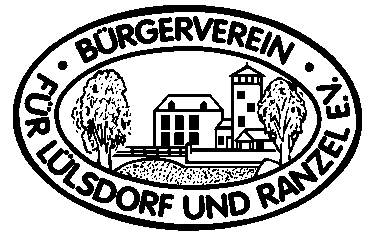 · BÜRGERVEREIN ·
FÜR LÜLSDORF UND RANZEL E.V.